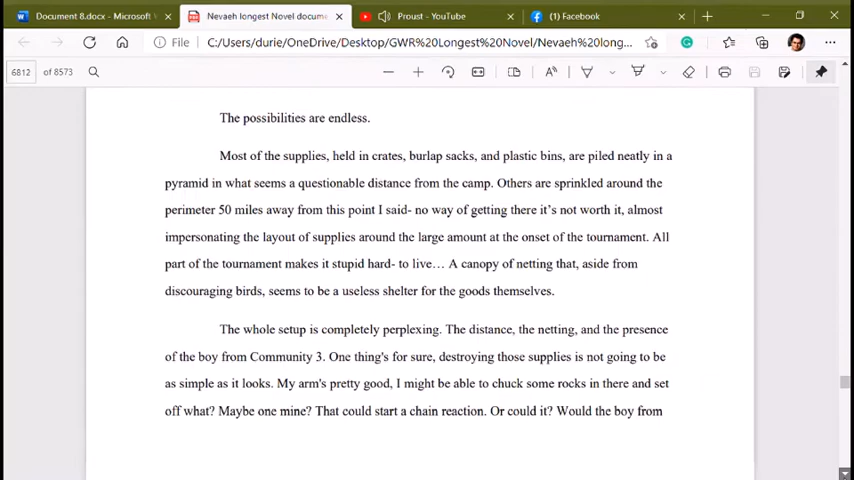 Document 8.docx - Microsoft W
Nevaeh longest Novel docume
Proust - YouTube
Facebook
File
C:/Users/durie/OneDrive/Desktop/GWR%20Longest%20Novel/Nevaeh%20long...
6812 of 8573
The possibilities are endless.
Most of the supplies, held in crates, burlap sacks, and plastic bins, are piled neatly in a
pyramid in what seems a questionable distance from the camp. Others are sprinkled around the
perimeter 50 miles away from this point I said- no way of getting there it’s not worth it, almost
impersonating the layout of supplies around the large amount at the onset of the tournament. All
part of the tournament makes it stupid hard- to live… A canopy of netting that, aside from
discouraging birds, seems to be a useless shelter for the goods themselves.
The whole setup is completely perplexing. The distance, the netting, and the presence
of the boy from Community 3. One thing's for sure, destroying those supplies is not going to be
as simple as it looks. My arm's pretty good, I might be able to chuck some rocks in there and set
off what? Maybe one mine? That could start a chain reaction. Or could it? Would the boy from